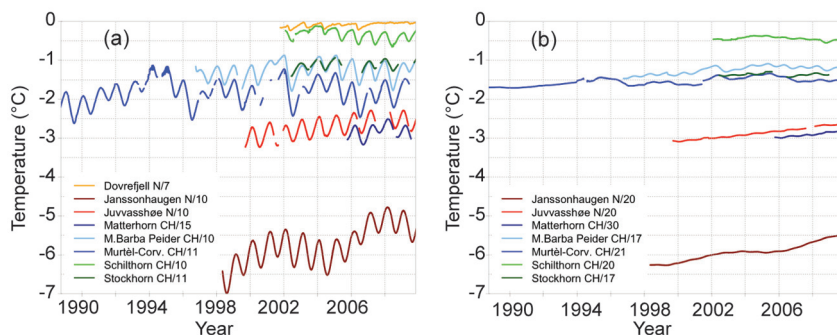 (a)
0
-1
-2
-3
-4
-5
-6
-7
Temperature (°C)
Dovrefjell N/7
Janssonhaugen N/10
Juvvasshøe N/10
Matterhorn CH/15
M.Barba Peider CH/10
Murtèl-Corv. CH/11
Schilthorn CH/10
Stockhorn CH/11
1990 1994 1998 2002 2006
Year
(b)
0
-1
-2
-3
-4
-5
-6
-7
Temperature (°C)
Janssonhaugen N/20
Juvvasshøe N/20
Matterhorn CH/30
M.Barba Peider CH/17
Murtèl-Corv. CH/21
Schilthorn CH/20
Stockhorn CH/17
1990 1994 1998 2002 2006
Year